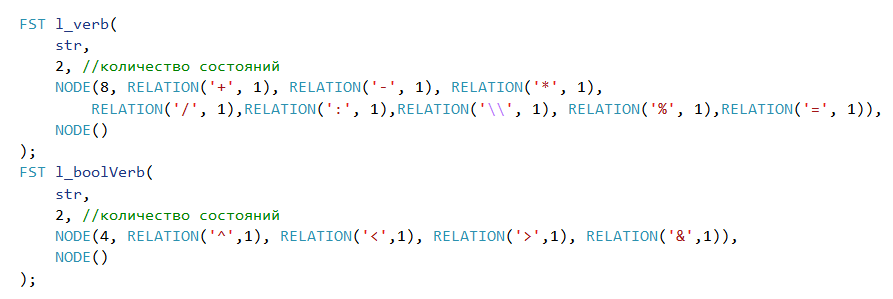 FST l_verb(
    str,
    2, //количество состояний
    NODE(8, RELATION('+', 1), RELATION('-', 1), RELATION('*', 1),
        RELATION('/', 1),RELATION(':', 1),RELATION('\\', 1), RELATION('%', 1),RELATION('=', 1)),
    NODE()
);
FST l_boolVerb(
    str,
    2, //количество состояний
    NODE(4, RELATION('^',1), RELATION('<',1), RELATION('>',1), RELATION('&',1)),
    NODE()
);